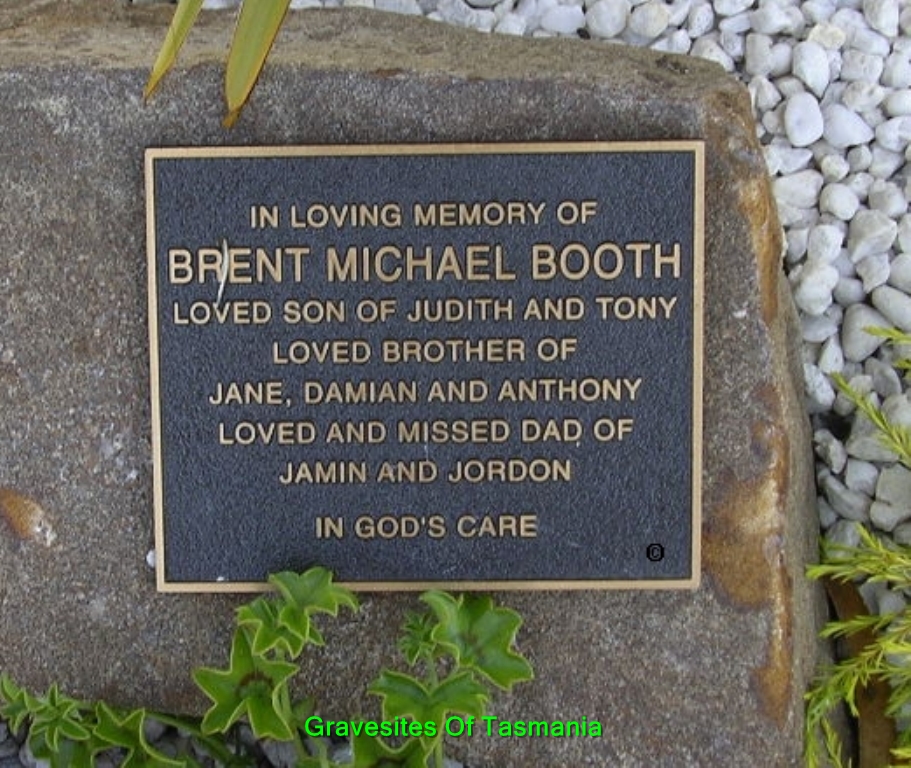 IN LOVING MEMORY OF
BRENT MICHAEL BOOTH
LOVED SON OF JUDITH AND TONY
LOVED BROTHER OF
JANE, DAMIAN AND ANTHONY
LOVED AND MISSED DAD OF
JAMIN AND JORDON
IN GOD'S CARE
©
Gravesites Of Tasmania